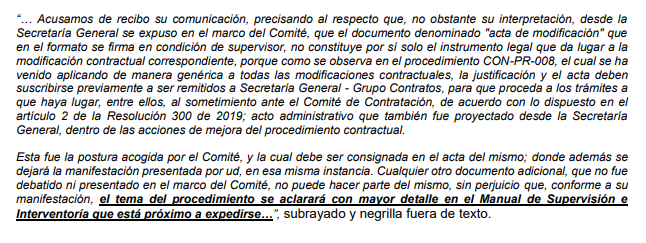 “… Acusamos de recibo su comunicación, precisando al respecto que, no obstante su interpretación, desde la
Secretaría General se expuso en el marco del Comité, que el documento denominado "acta de modificación" que
en el formato se firma en condición de supervisor, no constituye por sí solo el instrumento legal que da lugar a la
modificación contractual correspondiente, porque como se observa en el procedimiento CON-PR-008, el cual se ha
venido aplicando de manera genérica a todas las modificaciones contractuales, la justificación y el acta deben
suscribirse previamente a ser remitidos a Secretaría General - Grupo Contratos, para que proceda a los trámites a
que haya lugar, entre ellos, al sometimiento ante el Comité de Contratación, de acuerdo con lo dispuesto en el
artículo 2 de la Resolución 300 de 2019; acto administrativo que también fue proyectado desde la Secretaría
General, dentro de las acciones de mejora del procedimiento contractual.
Esta fue la postura acogida por el Comité, y la cual debe ser consignada en el acta del mismo; donde además se
dejará la manifestación presentada por ud, en esa misma instancia. Cualquier otro documento adicional, que no fue
debatido ni presentado en el marco del Comité, no puede hacer parte del mismo, sin perjuicio que, conforme a su
manifestación, el tema del procedimiento se aclarará con mayor detalle en el Manual de Supervisión e
Interventoría que está próximo a expedirse…”, subrayado y negrilla fuera de texto.